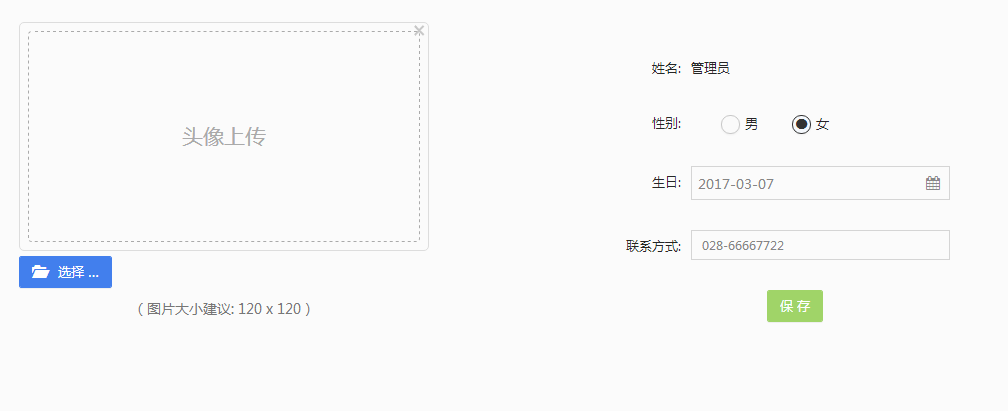 头像上传
选择 ...
( 图片大小建议: 120 x 120 )
姓名: 管理员
性别: 男 女
生日: 2017-03-07
联系方式: 028-66667722
保 存